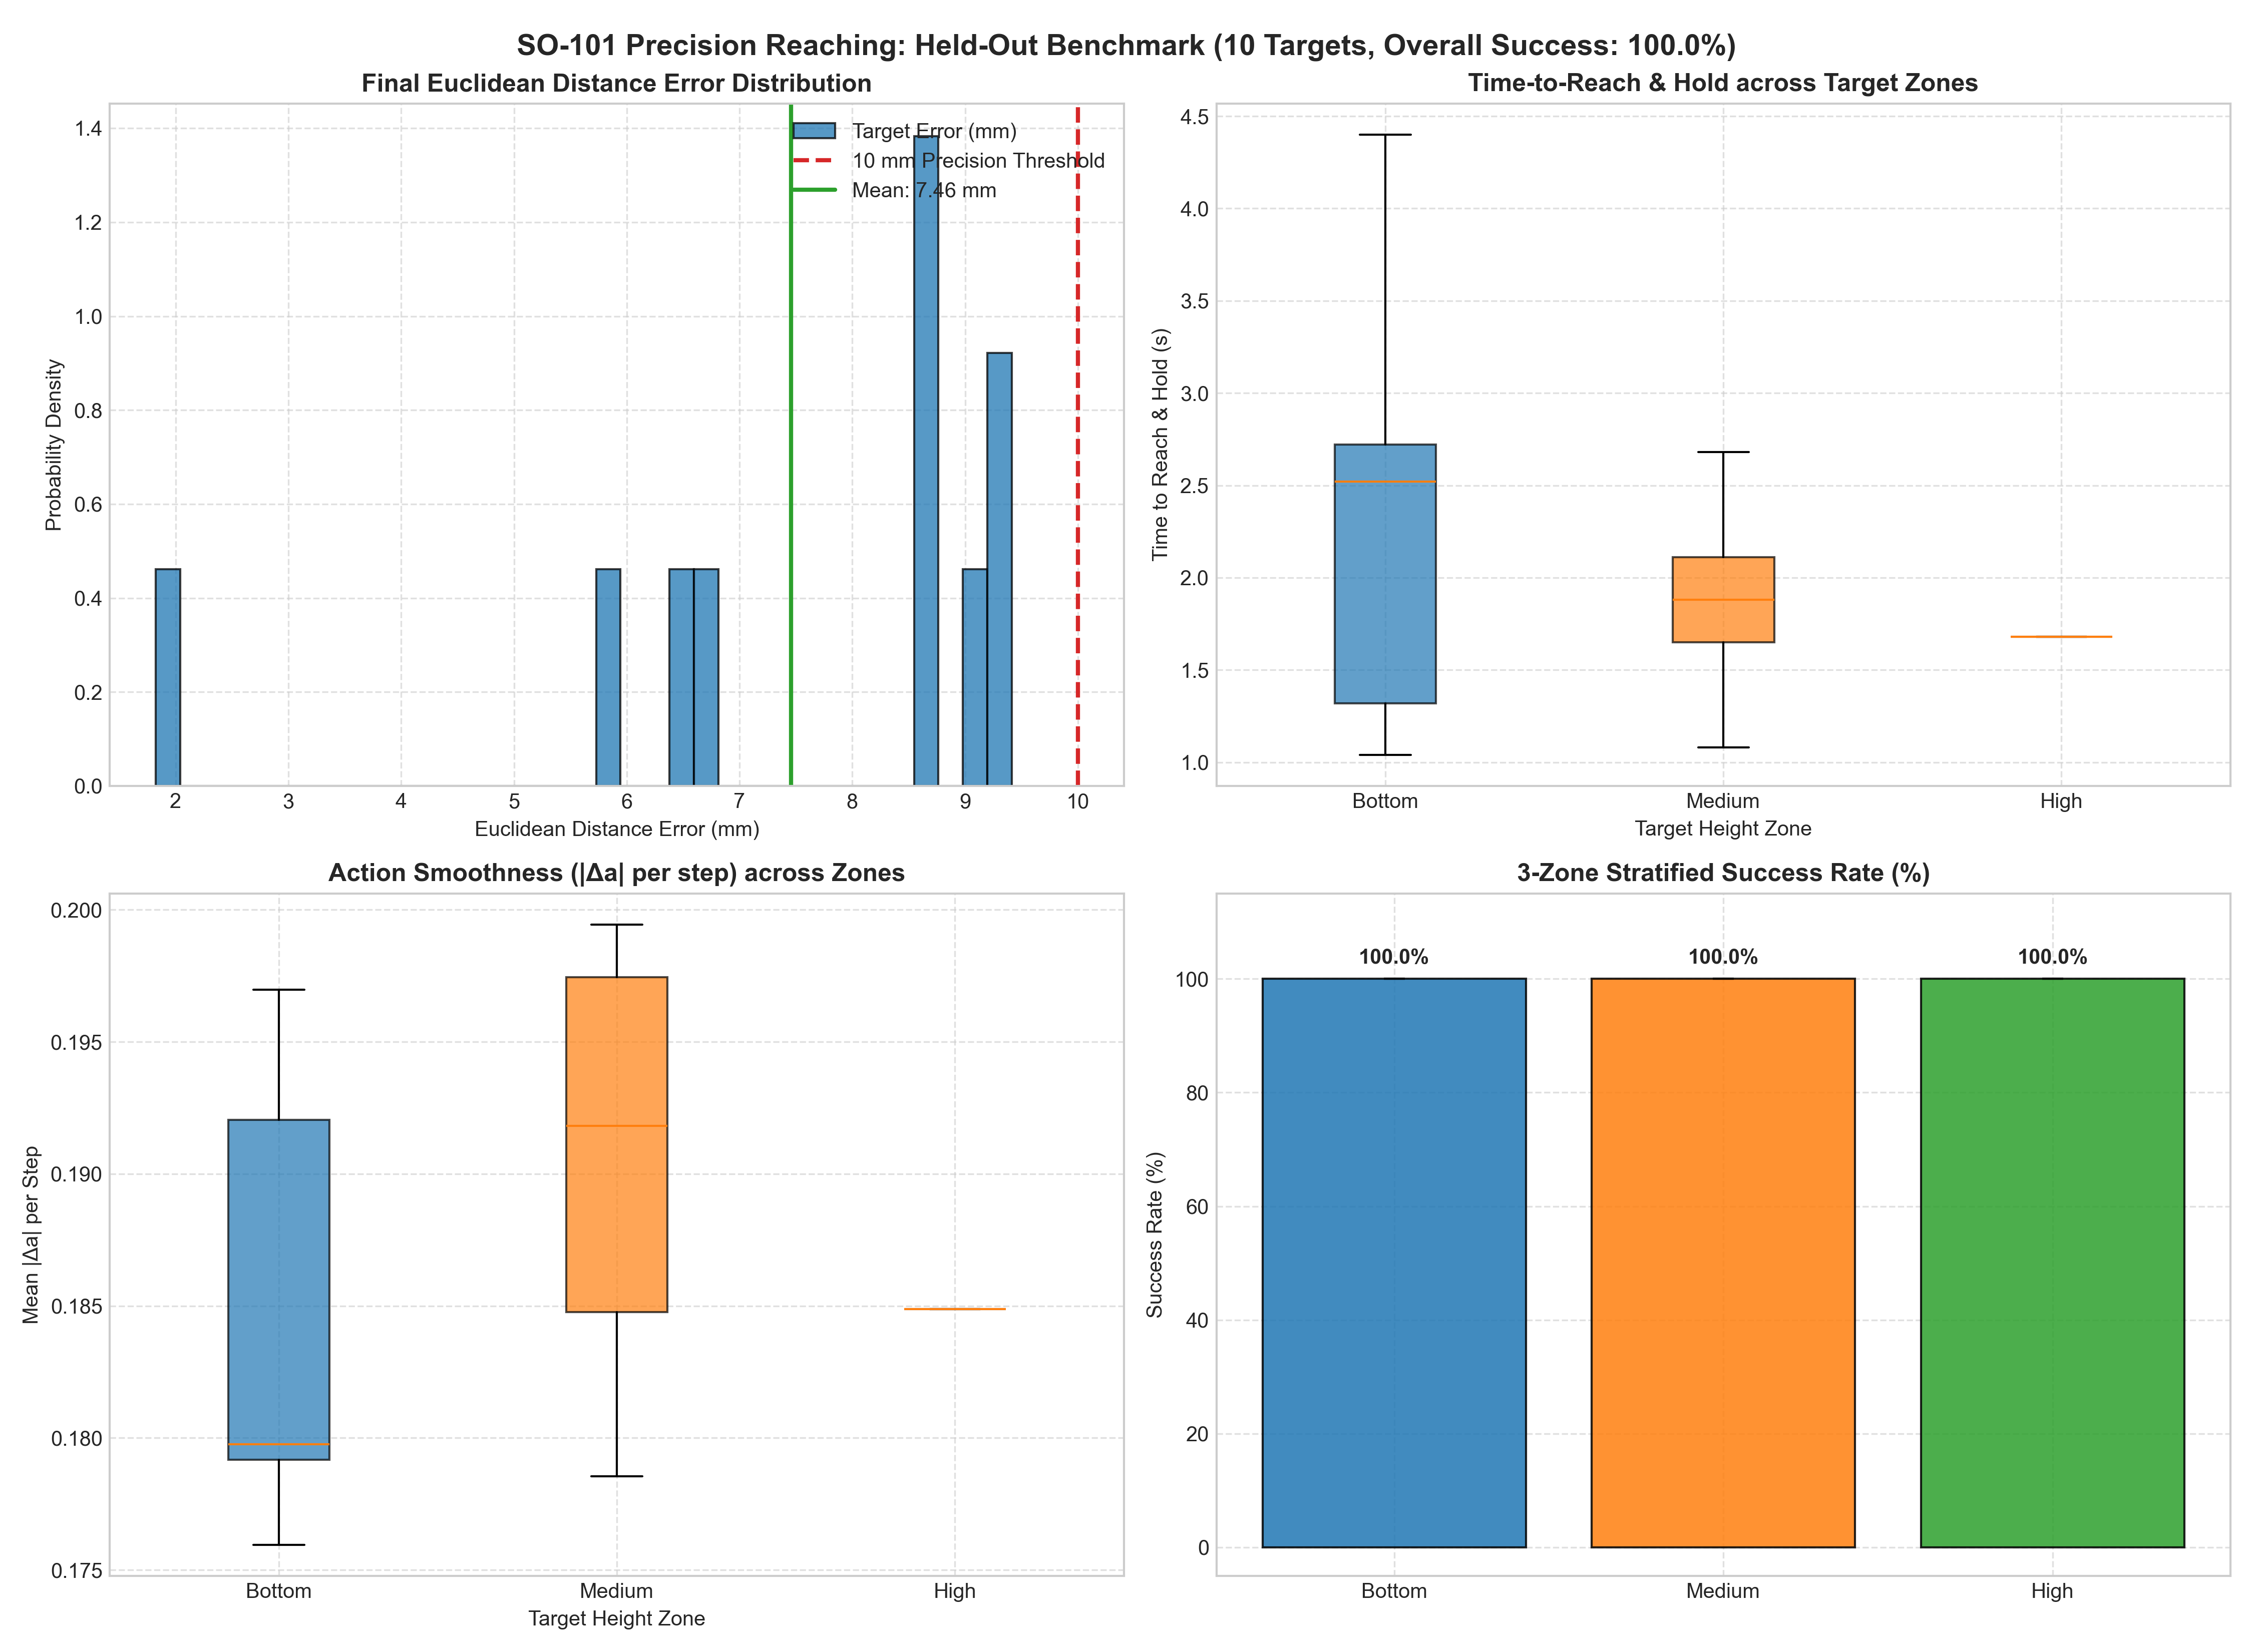 SO-101 Precision Reaching: Held-Out Benchmark (10 Targets, Overall Success: 100.0%)
Final Euclidean Distance Error Distribution
Target Error (mm)
10 mm Precision Threshold
Mean: 7.46 mm
Probability Density
1.4
1.2
1.0
0.8
0.6
0.4
0.2
0.0
2 3 4 5 6 7 8 9 10
Euclidean Distance Error (mm)
Time-to-Reach & Hold across Target Zones
Time to Reach & Hold (s)
4.5
4.0
3.5
3.0
2.5
2.0
1.5
1.0
Bottom Medium High
Target Height Zone
Action Smoothness (|Δa| per step) across Zones
Mean |Δa| per Step
0.200
0.195
0.190
0.185
0.180
0.175
Bottom Medium High
Target Height Zone
3-Zone Stratified Success Rate (%)
Success Rate (%)
100.0% 100.0% 100.0%
100
80
60
40
20
0
Bottom Medium High